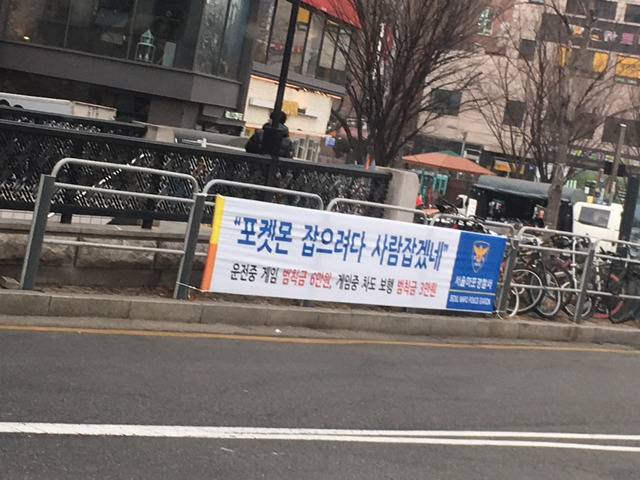 "포켓몬 잡으려다 사람잡겠네"
운전중 게임 범칙금 6만원, 게임중 차도 보행 범칙금 3만원
서울마포경찰서
SEOUL MAPO POLICE STATION